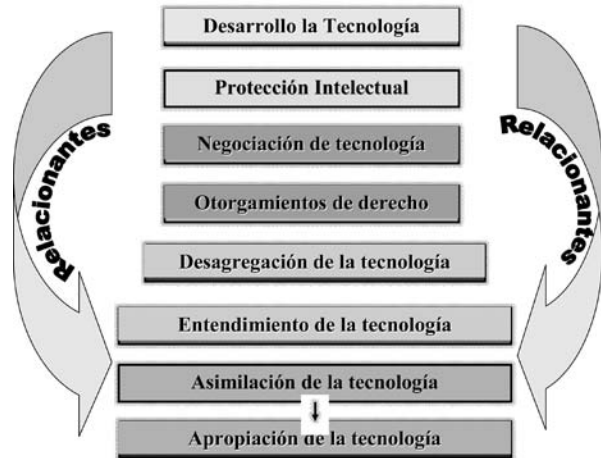 Desarrollo la Tecnología
Protección Intelectual
Negociación de tecnología
Otorgamientos de derecho
Desagregación de la tecnología
Entendimiento de la tecnología
Asimilación de la tecnología
Apropiación de la tecnología
Relacionantes
Relacionantes